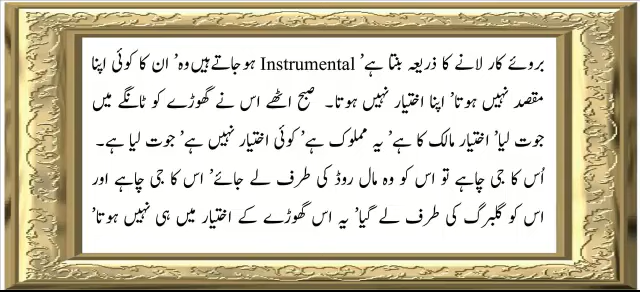 بروئے کار لانے کا ذریعہ بنتا ہے’ Instrumental ہو جاتے ہیں وہ’ ان کا کوئی اپنا
مقصد نہیں ہوتا’ اپنا اختیار نہیں ہوتا۔ صبح اٹھے اس نے گھوڑے کو ٹانگے میں
جوت لیا’ اختیار مالک کا ہے’ یہ مملوک ہے’ کوئی اختیار نہیں ہے’ جوت لیا ہے۔
اُس کا جی چاہے تو اس کو وہ مال روڈ کی طرف لے جائے’ اس کا جی چاہے اور
اس کو گلبرگ کی طرف لے گیا’ یہ اس گھوڑے کے اختیار میں ہی نہیں ہوتا’